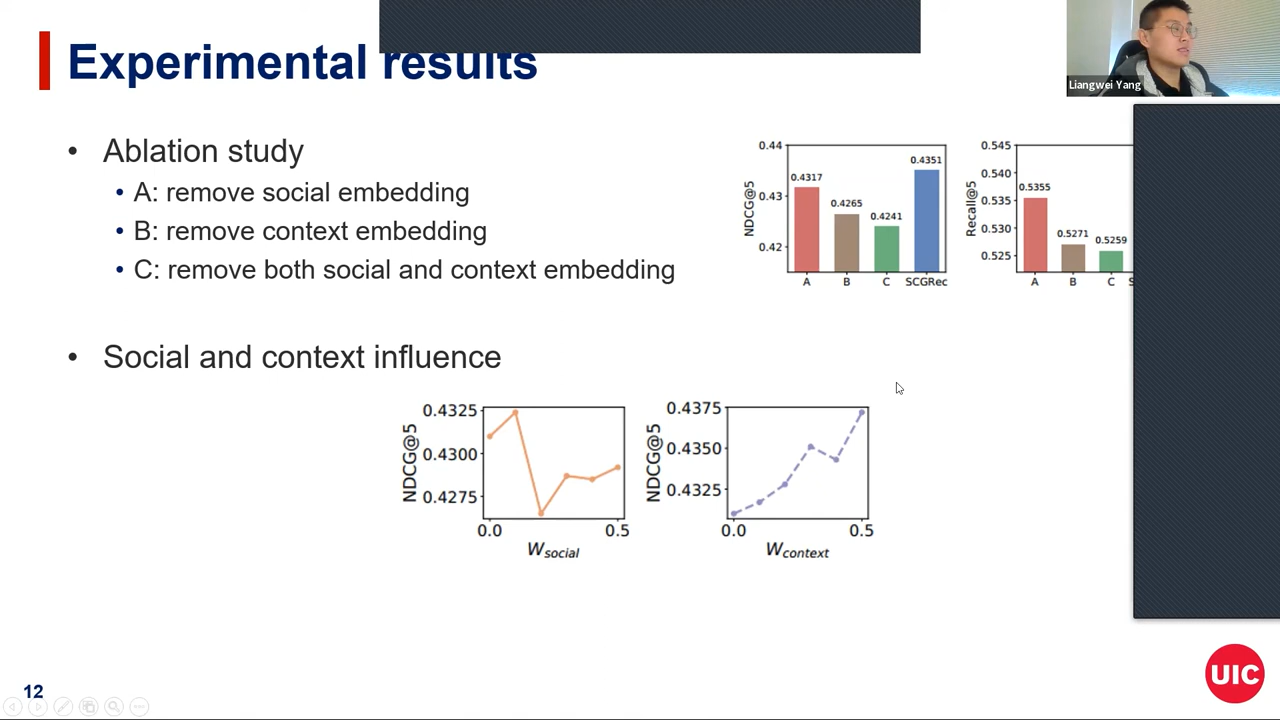 Experimental results
Liangwei Yang
• Ablation study
• A: remove social embedding
• B: remove context embedding
• C: remove both social and context embedding
NDCG@5
0.44
0.43
0.42
0.4317
0.4265
0.4241
0.4351
A B C SCGRec
Recall@5
0.545
0.540
0.535
0.530
0.525
0.5355
0.5271
0.5259
A B C S
• Social and context influence
NDCG@5
0.4325
0.4300
0.4275
0.0 0.5
Wsocial
NDCG@5
0.4375
0.4350
0.4325
0.0 0.5
Wcontext
12
UIC